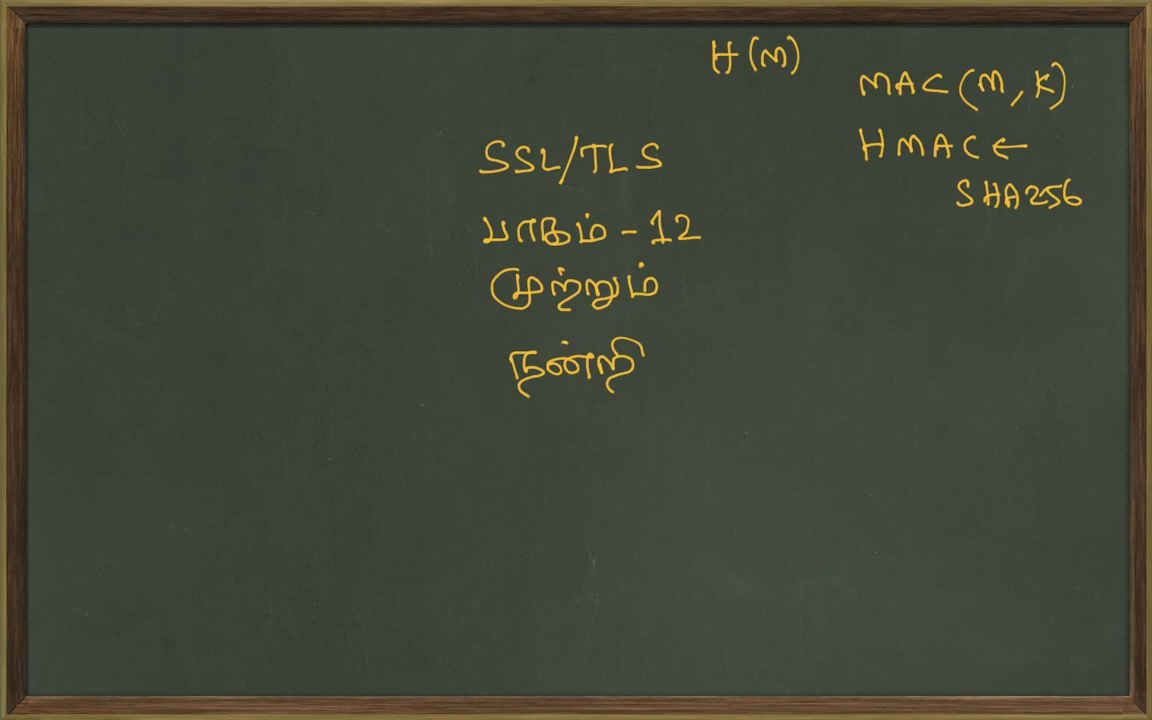 H(M)
MAC(M,K)
HMAC←
SHA256
SSL/TLS
பாகம்-12
முற்றும்
நன்றி